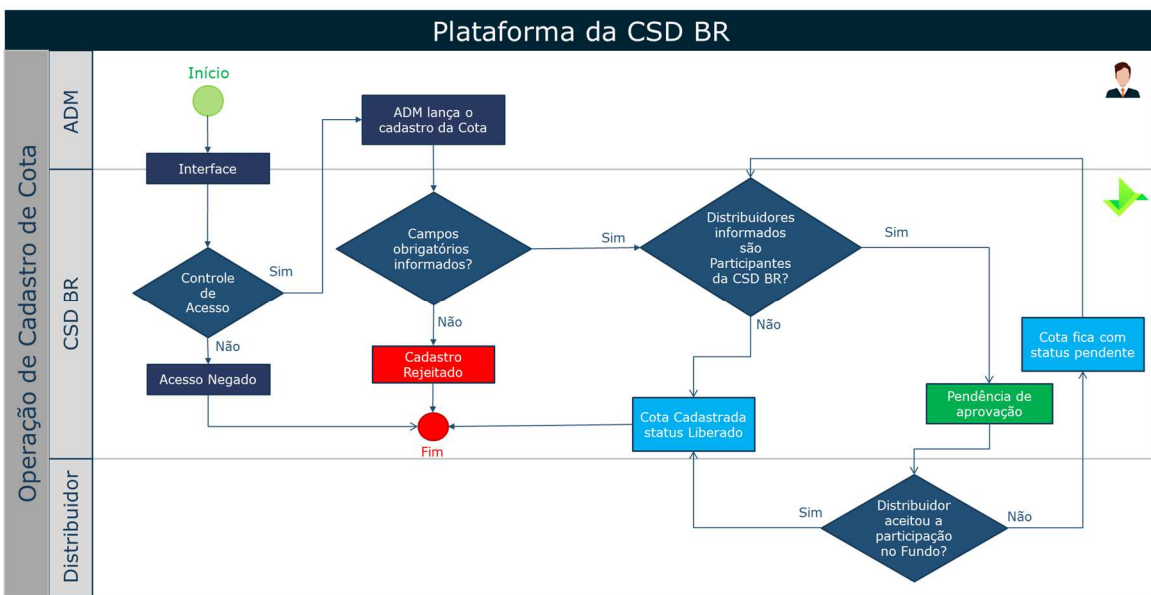 Plataforma da CSD BR
Operação de Cadastro de Cota
ADM
Início
Interface
ADM lança o
cadastro da Cota
CSD BR
Controle
de
Acesso
Sim
Não
Acesso Negado
Campos
obrigatórios
informados?
Sim
Não
Cadastro
Rejeitado
Fim
Distribuidores
informados
são
Participantes
da CSD BR?
Sim
Não
Cota Cadastrada
status Liberado
Pendência de
aprovação
Cota fica com
status pendente
Distribuidor
Sim
Distribuidor
aceitou a
participação
no Fundo?
Não